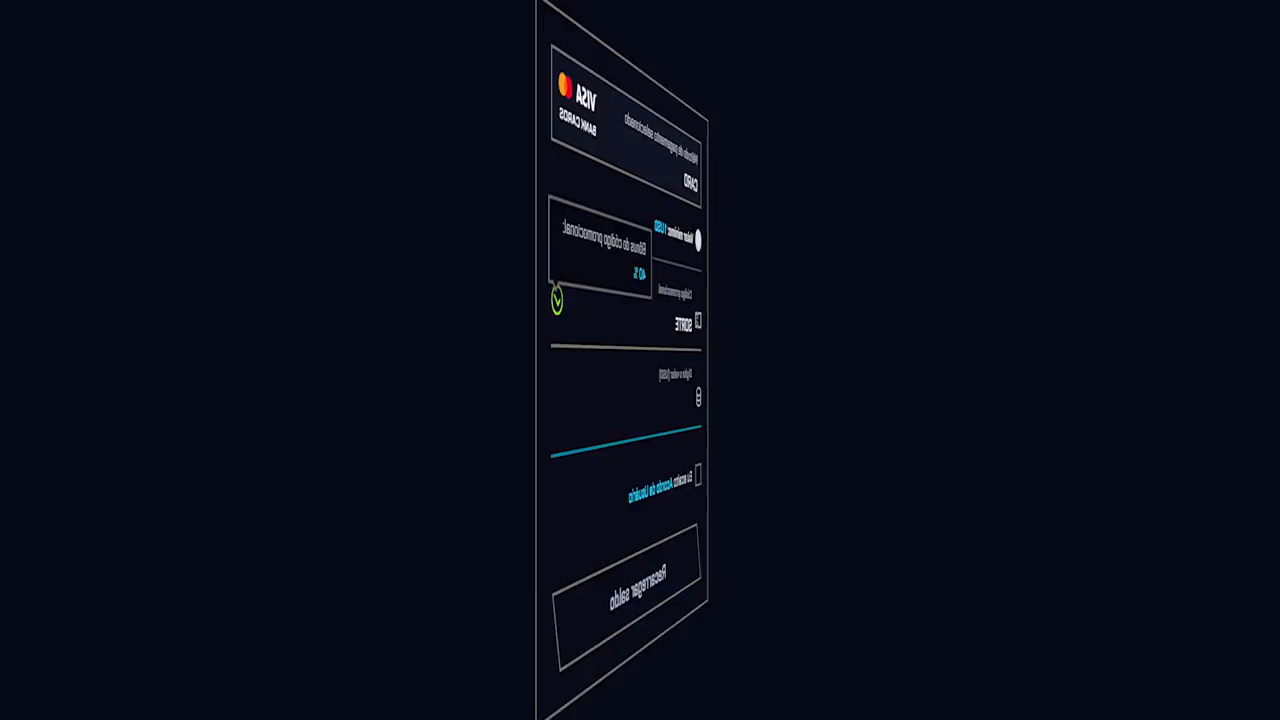 Método de pagamento selecionado
CARD
VISA
BANK CARDS
Valor mínimo: 1 USD
Bônus do código promocional:
40 %
Código promocional
SORTE
Digite o valor (USD)
Eu aceito Acordo de Usuário
Recarregar saldo